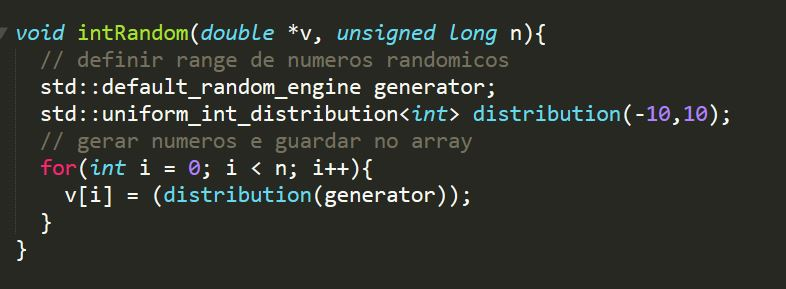 void intRandom(double *v, unsigned long n){
// definir range de numeros randomicos
std::default_random_engine generator;
std::uniform_int_distribution<int> distribution(-10,10);
// gerar numeros e guardar no array
for(int i = 0; i < n; i++){
v[i] = (distribution(generator));
}
}